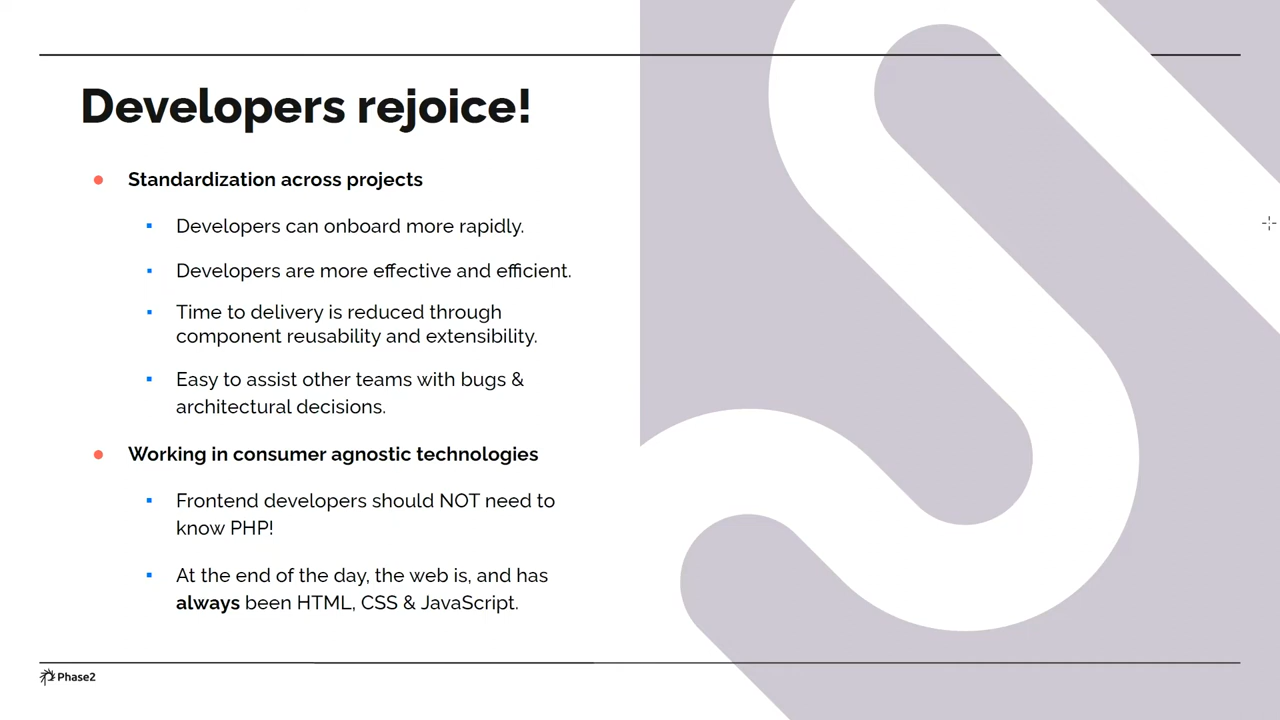 Developers rejoice!
Standardization across projects
Developers can onboard more rapidly.
Developers are more effective and efficient.
Time to delivery is reduced through
component reusability and extensibility.
Easy to assist other teams with bugs &
architectural decisions.
Working in consumer agnostic technologies
Frontend developers should NOT need to
know PHP!
At the end of the day, the web is, and has
always been HTML, CSS & JavaScript.
Phase2